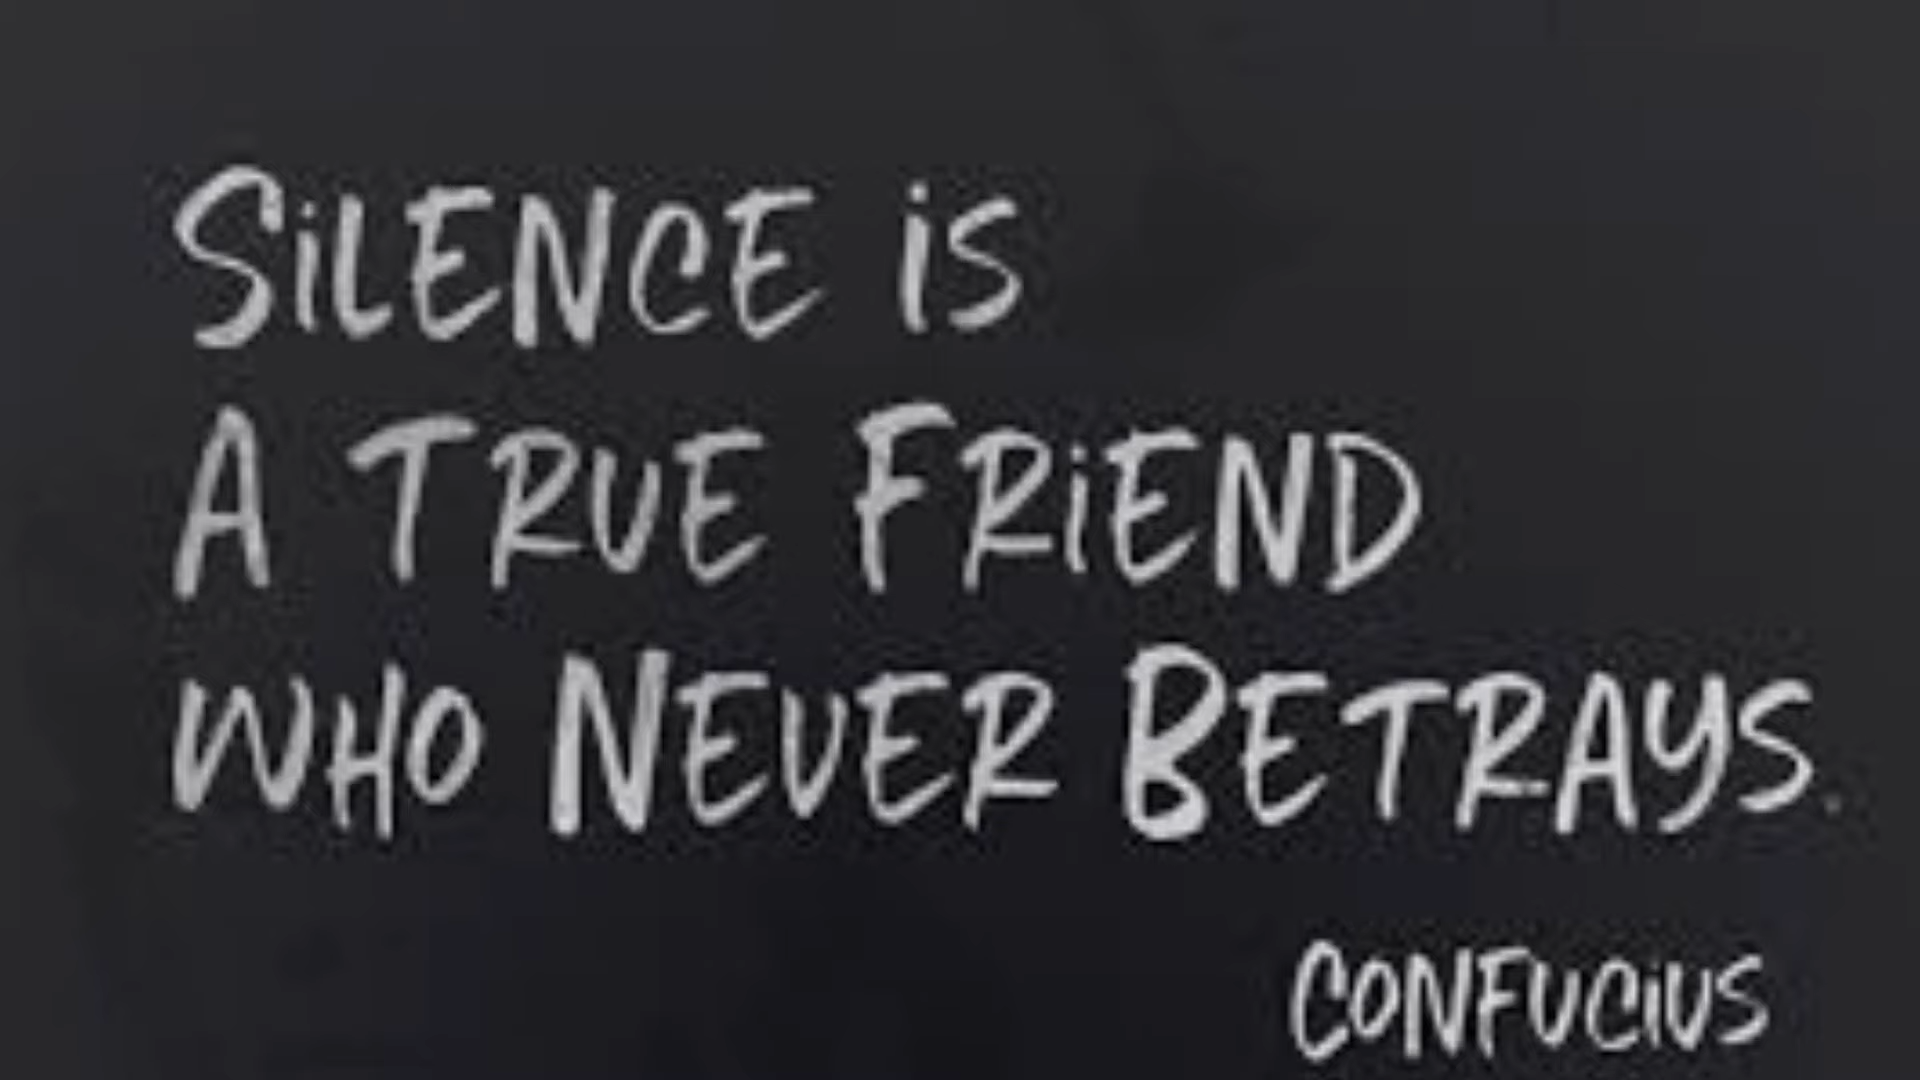 SiLENCE iS
A TRUE FRiEND
WHO NEVER BETRAYS.
CONFUCiUS